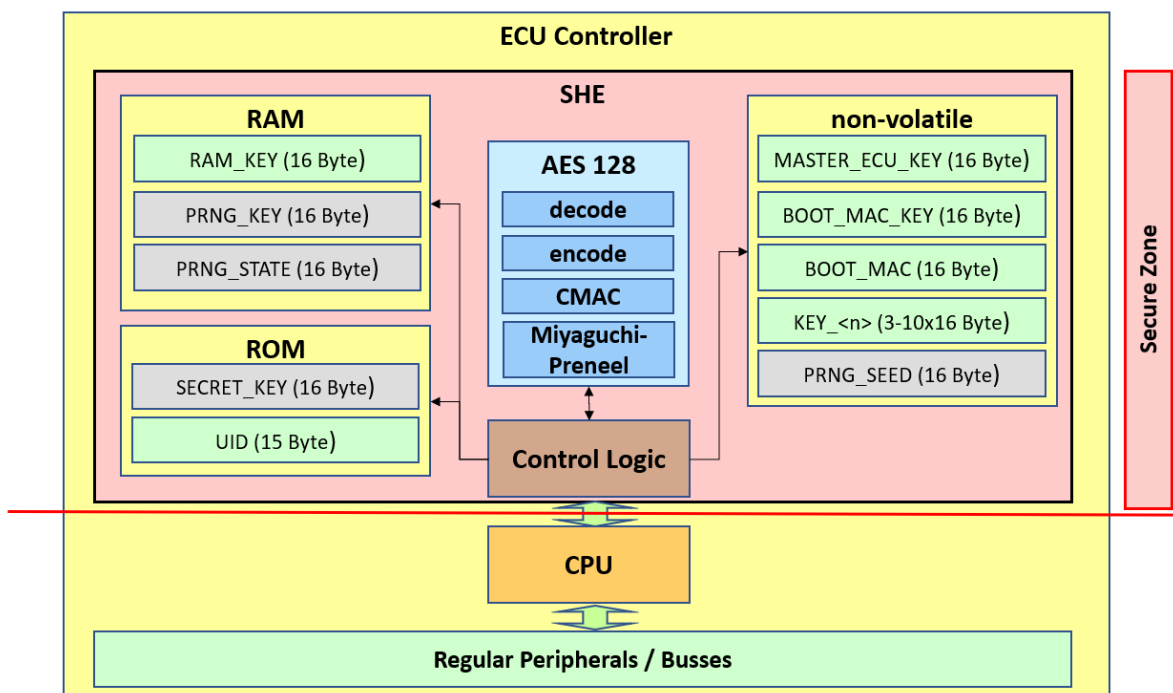 ECU Controller
SHE
RAM
RAM_KEY (16 Byte)
PRNG_KEY (16 Byte)
PRNG_STATE (16 Byte)
ROM
SECRET_KEY (16 Byte)
UID (15 Byte)
AES 128
decode
encode
CMAC
Miyaguchi-
Preneel
Control Logic
non-volatile
MASTER_ECU_KEY (16 Byte)
BOOT_MAC_KEY (16 Byte)
BOOT_MAC (16 Byte)
KEY_<n> (3-10x16 Byte)
PRNG_SEED (16 Byte)
Secure Zone
CPU
Regular Peripherals / Busses